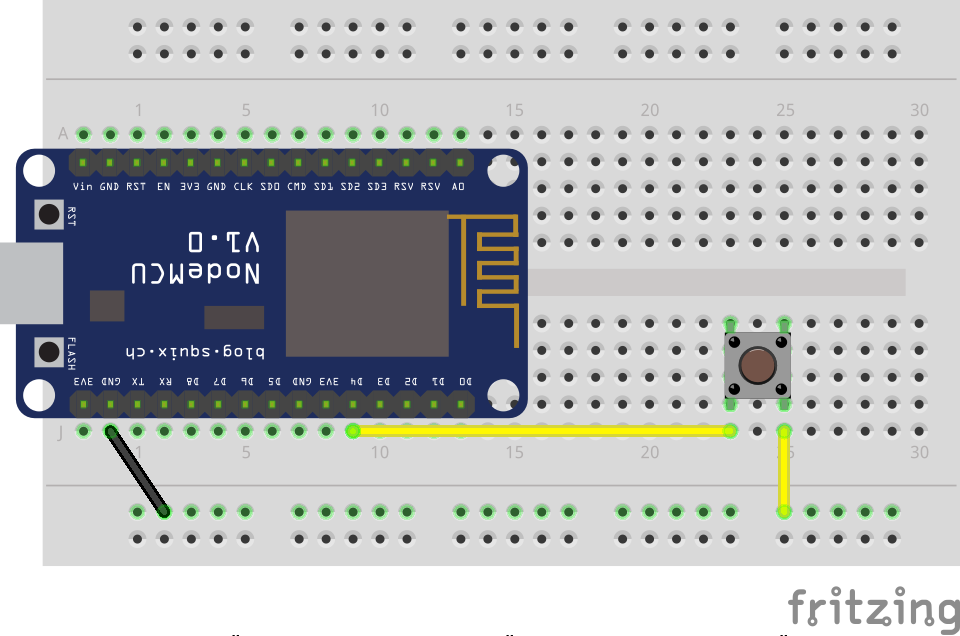 1 5 10 15 20 25 30
A
Vin GND RST EN 3V3 GND CLK SD0 CMD SD1 SD2 SD3 RSV RSV A0
RST
NodeMCU
V1.0
FLASH
blog.squix.ch
3V3 GND TX RX D8 D7 D6 D5 GND 3V3 D4 D3 D2 D1 D0
J
1 5 10 15 20 25 30
fritzing